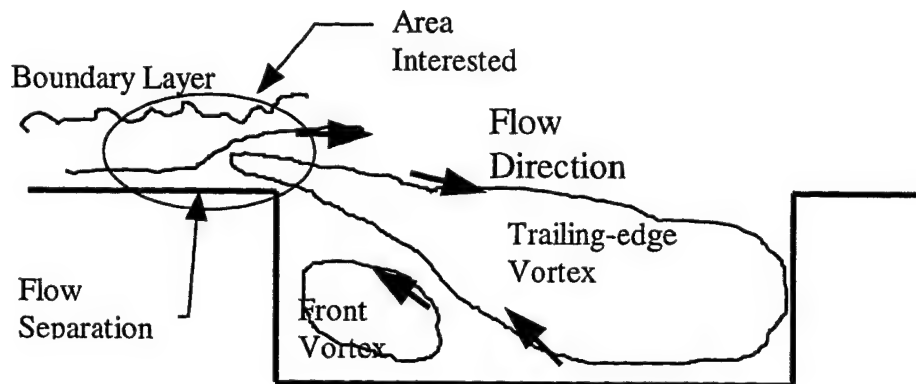 Area
Interested
Boundary Layer
Flow
Direction
Trailing-edge
Vortex
Flow
Separation
Front
Vortex